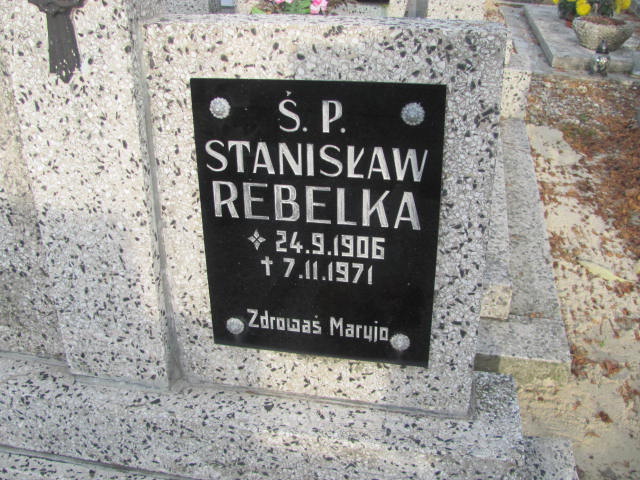 Ś. P.
STANISŁAW
REBELKA
24.9.1906
† 7.11.1971
Zdrowaś Maryjo